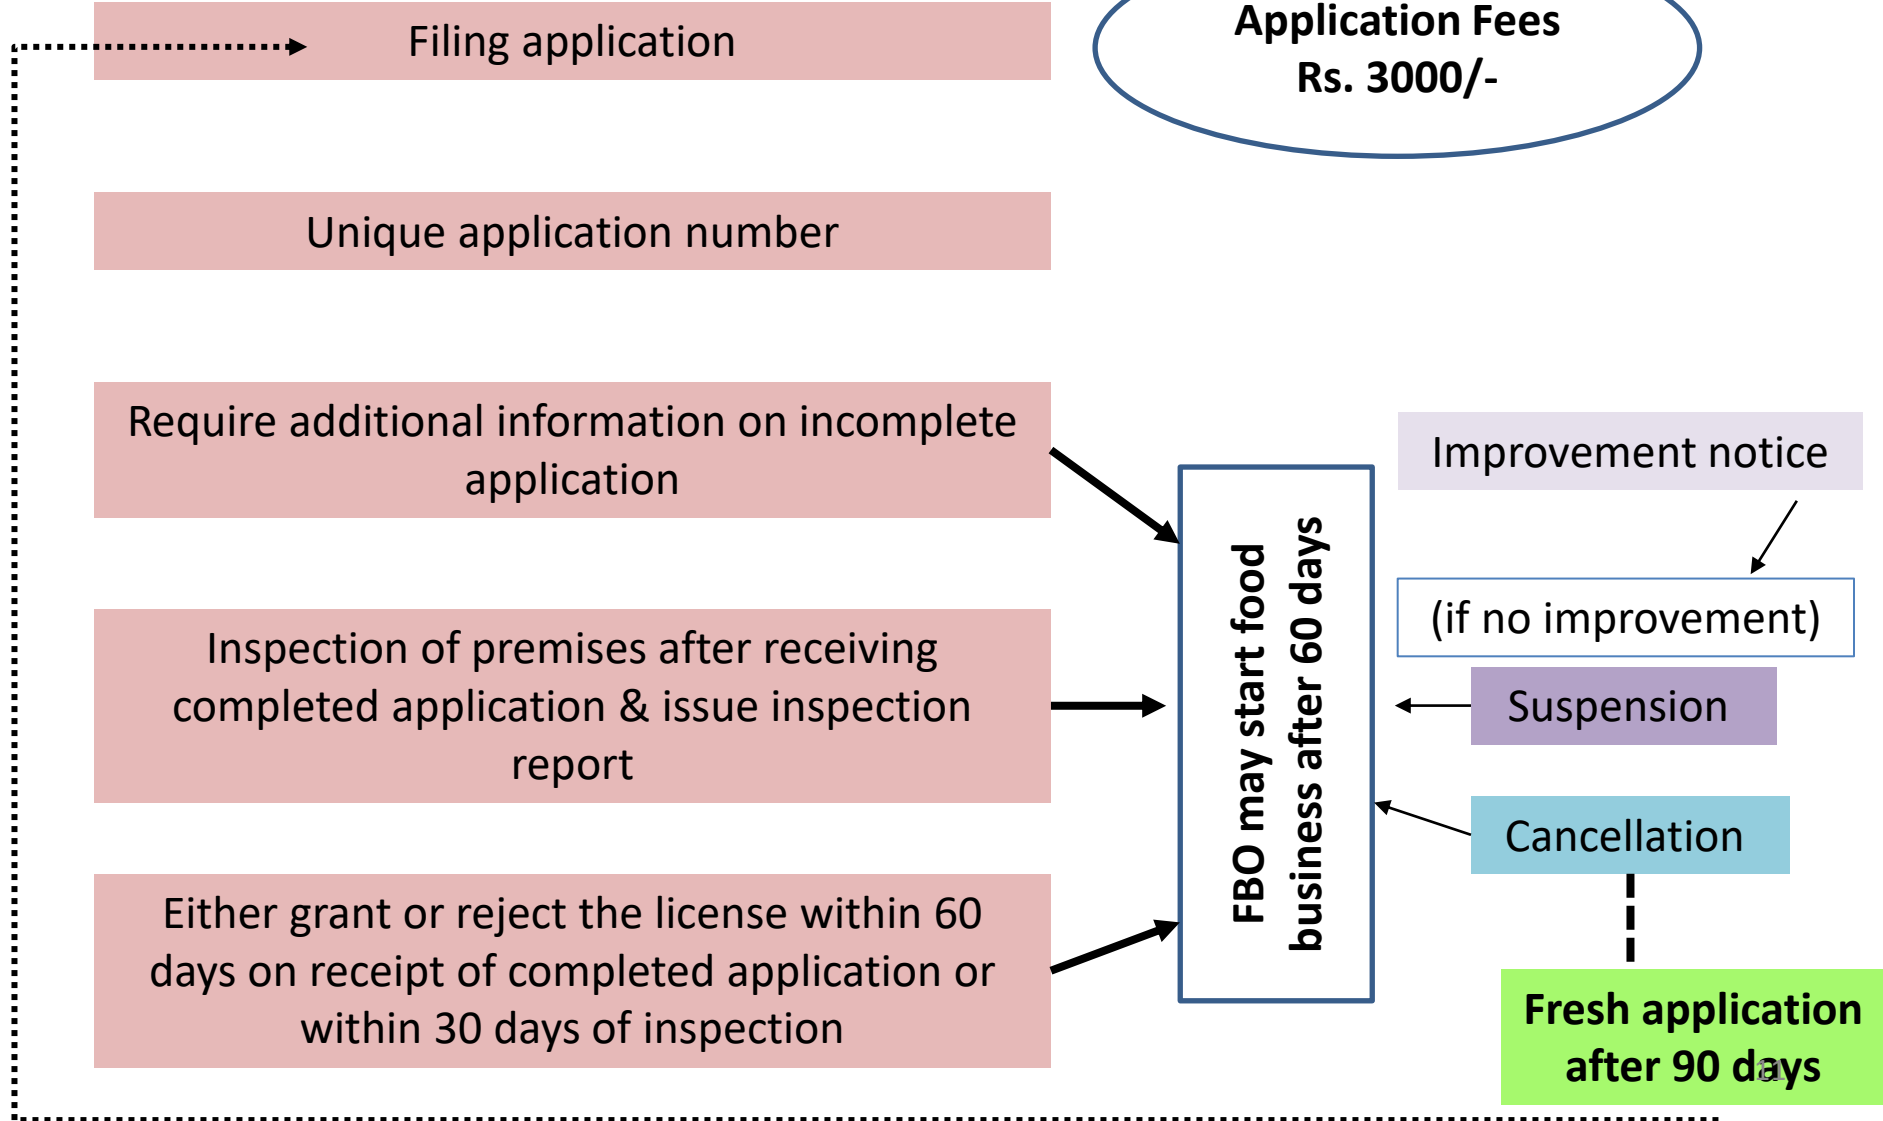 Filing application
Application Fees
Rs. 3000/-
Unique application number
Require additional information on incomplete
application
Inspection of premises after receiving
completed application & issue inspection
report
Either grant or reject the license within 60
days on receipt of completed application or
within 30 days of inspection
FBO may start food
business after 60 days
Improvement notice
(if no improvement)
Suspension
Cancellation
Fresh application
after 90 days
11